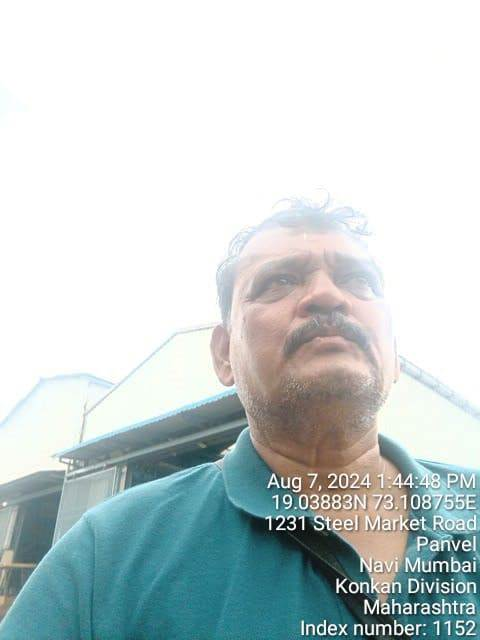 Aug 7, 2024 1:44:48 PM
19.03883N 73.108755E
1231 Steel Market Road
Panvel
Navi Mumbai
Konkan Division
Maharashtra
Index number: 1152